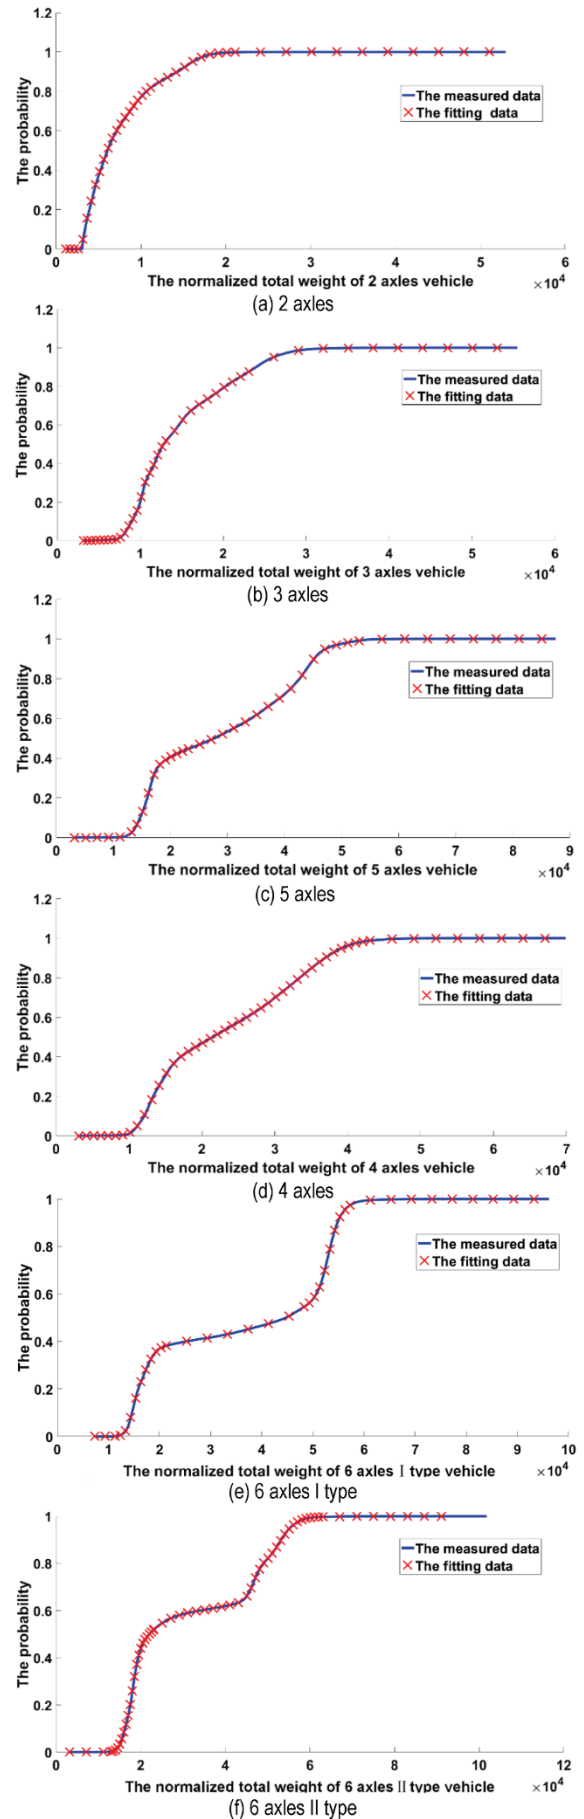 1.2
1
0.8
0.6
0.4
0.2
0
The probability
The measured data
The fitting data
0 1 2 3 4 5 6
The normalized total weight of 2 axles vehicle ×10⁴
(a) 2 axles
1.2
1
0.8
0.6
0.4
0.2
0
The probability
The measured data
The fitting data
0 1 2 3 4 5 6
The normalized total weight of 3 axles vehicle ×10⁴
(b) 3 axles
1.2
1
0.8
0.6
0.4
0.2
0
The probability
The measured data
The fitting data
0 1 2 3 4 5 6 7 8 9
The normalized total weight of 5 axles vehicle ×10⁴
(c) 5 axles
1.2
1
0.8
0.6
0.4
0.2
0
The probability
The measured data
The fitting data
0 1 2 3 4 5 6 7
The normalized total weight of 4 axles vehicle ×10⁴
(d) 4 axles
1
0.8
0.6
0.4
0.2
0
The probability
The measured data
The fitting data
0 1 2 3 4 5 6 7 8 9 10
The normalized total weight of 6 axles I type vehicle ×10⁴
(e) 6 axles I type
1
0.8
0.6
0.4
0.2
0
The probability
The measured data
The fitting data
0 2 4 6 8 10 12
The normalized total weight of 6 axles II type vehicle ×10⁴
(f) 6 axles II type